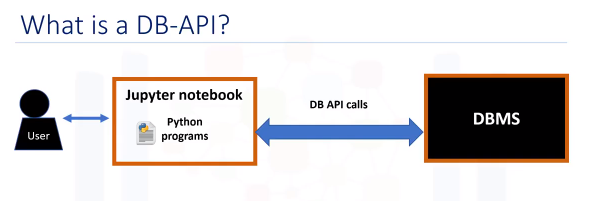 What is a DB-API?
Jupyter notebook
Python
programs
User
DB API calls
DBMS